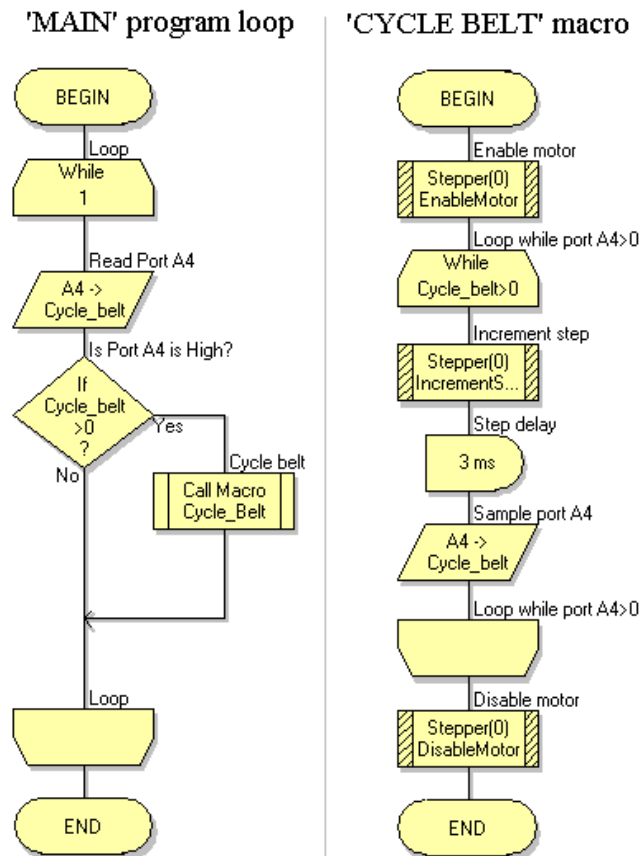 'MAIN' program loop
BEGIN
Loop
While
1
Read Port A4
A4 ->
Cycle_belt
Is Port A4 is High?
If
Cycle_belt
>0
?
Yes
No
Cycle belt
Call Macro
Cycle_Belt
Loop
END
'CYCLE BELT' macro
BEGIN
Enable motor
Stepper(0)
EnableMotor
Loop while port A4>0
While
Cycle_belt>0
Increment step
Stepper(0)
IncrementS...
Step delay
3 ms
Sample port A4
A4 ->
Cycle_belt
Loop while port A4>0
Disable motor
Stepper(0)
DisableMotor
END